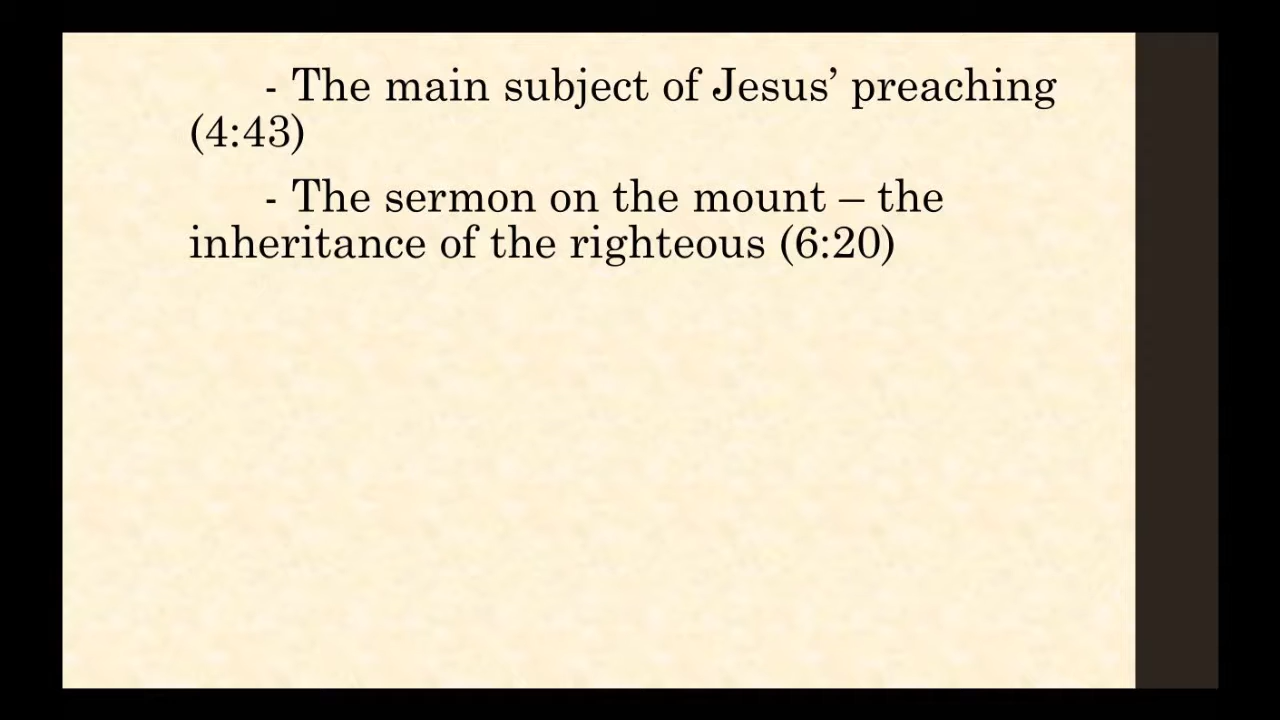 - The main subject of Jesus’ preaching
(4:43)
- The sermon on the mount – the
inheritance of the righteous (6:20)